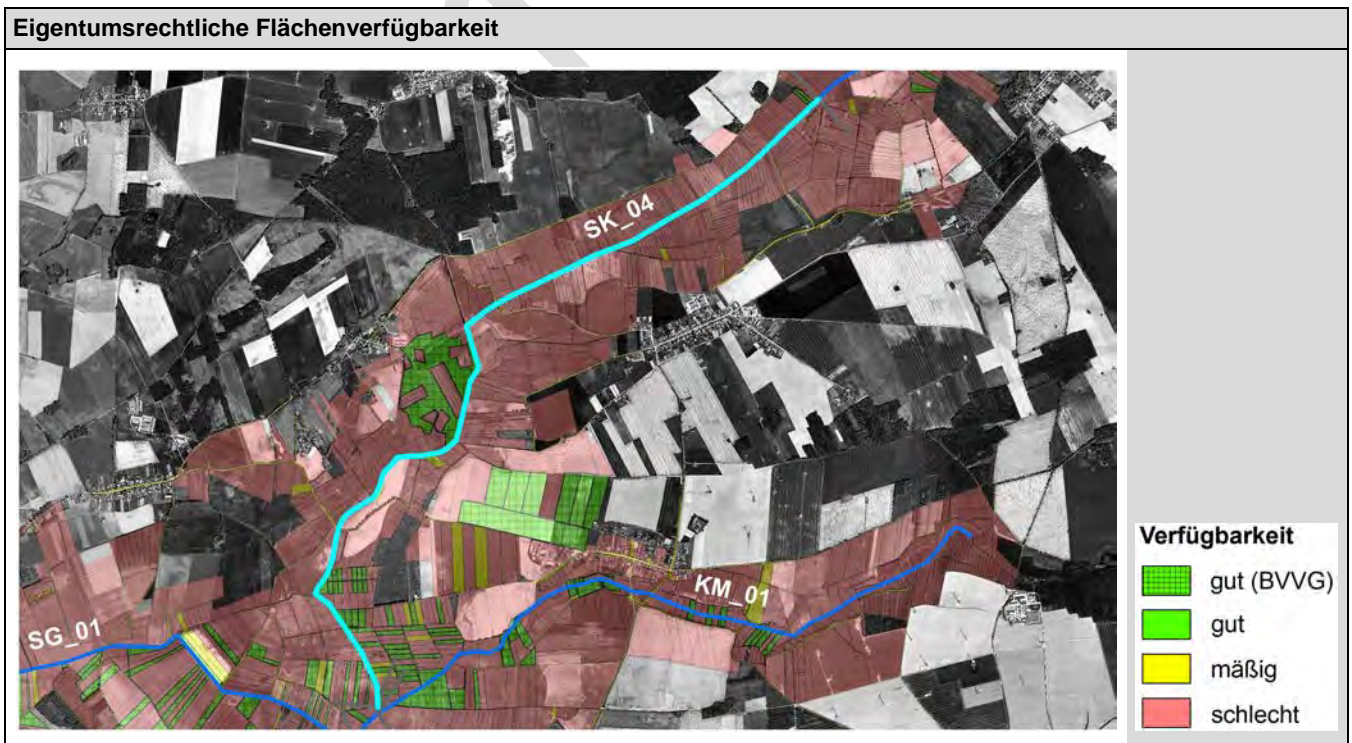 Eigentumsrechtliche Flächenverfügbarkeit
SK_04
KM_01
SG_01
Verfügbarkeit
gut (BVVG)
gut
mäßig
schlecht